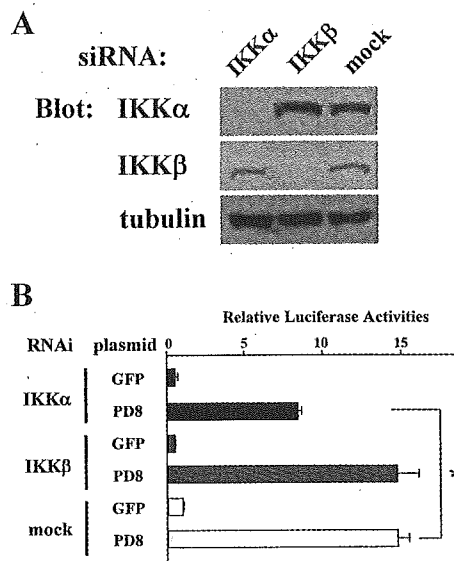 A
siRNA: IKKα IKKβ mock
Blot: IKKα
IKKβ
tubulin
B
Relative Luciferase Activities
RNAi plasmid 0 5 10 15
IKKα GFP
PD8
IKKβ GFP
PD8
mock GFP
PD8